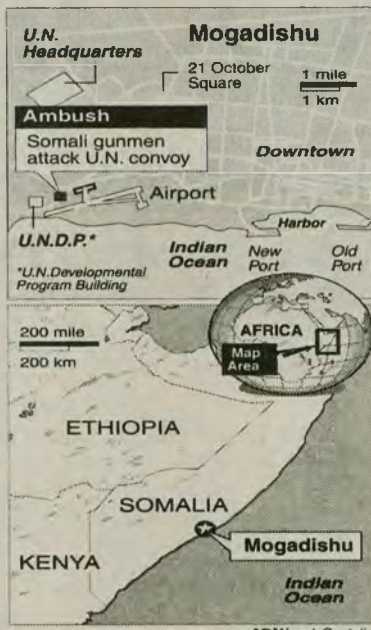 U.N.
Headquarters
Mogadishu
21 October
Square
1 mile
1 km
Ambush
Somali gunmen
attack U.N. convoy
Downtown
Airport
U.N.D.P.*
*U.N.Developmental
Program Building
Indian
Ocean
Harbor
New
Port
Old
Port
200 mile
200 km
AFRICA
Map
Area
ETHIOPIA
SOMALIA
KENYA
Mogadishu
Indian
Ocean